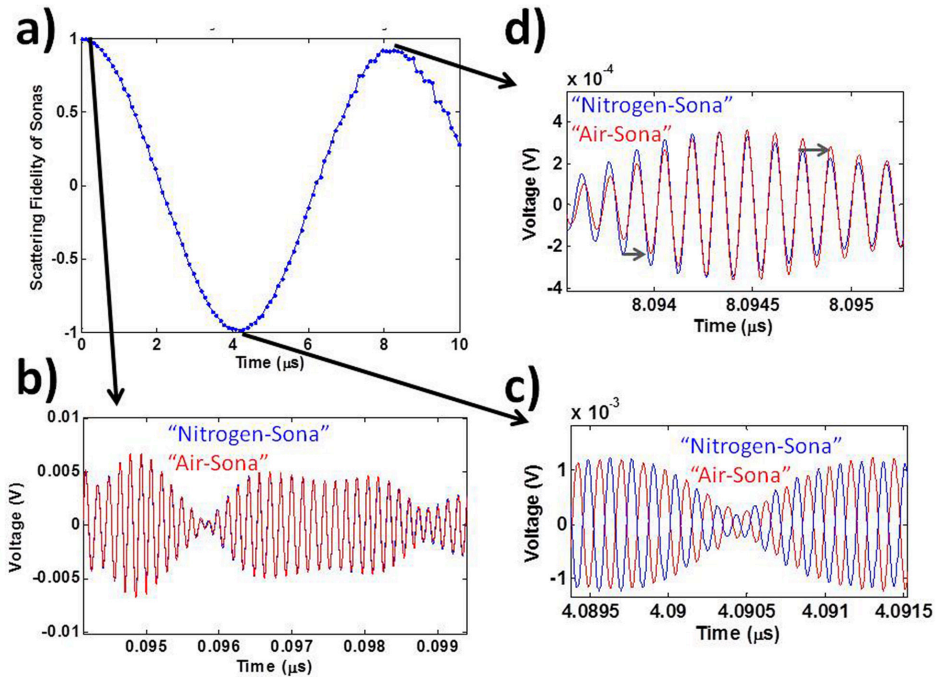 a)
Scattering Fidelity of Sonas
1
0.5
0
-0.5
-1
0 2 4 6 8 10
Time (μs)
d)
x 10-4
"Nitrogen-Sona"
"Air-Sona"
Voltage (V)
4
2
0
-2
-4
8.094 8.0945 8.095
Time (μs)
b)
0.01
0.005
0
-0.005
-0.01
Voltage (V)
"Nitrogen-Sona"
"Air-Sona"
0.095 0.096 0.097 0.098 0.099
Time (μs)
c)
x 10-3
"Nitrogen-Sona"
"Air-Sona"
Voltage (V)
1
0
-1
4.0895 4.09 4.0905 4.091 4.0915
Time (μs)